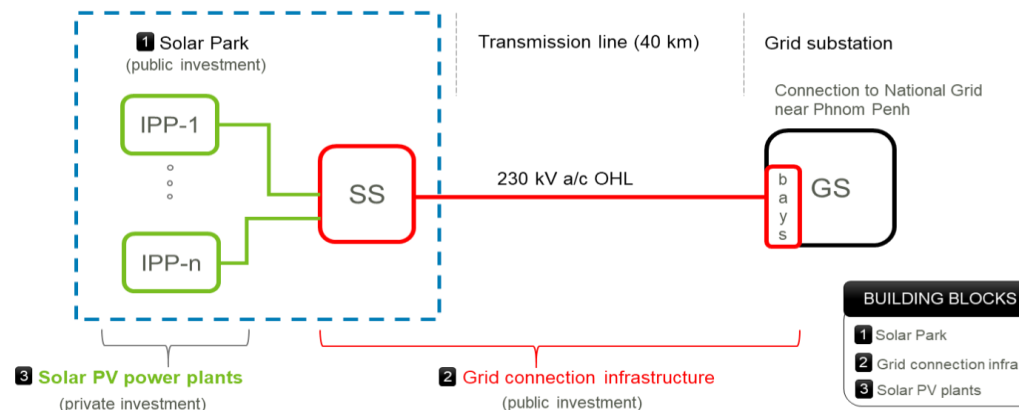 1 Solar Park
(public investment)
Transmission line (40 km)
Grid substation
Connection to National Grid
near Phnom Penh
IPP-1
IPP-n
SS
230 kV a/c OHL
bays
GS
3 Solar PV power plants
(private investment)
2 Grid connection infrastructure
(public investment)
BUILDING BLOCKS
1 Solar Park
2 Grid connection infra
3 Solar PV plants